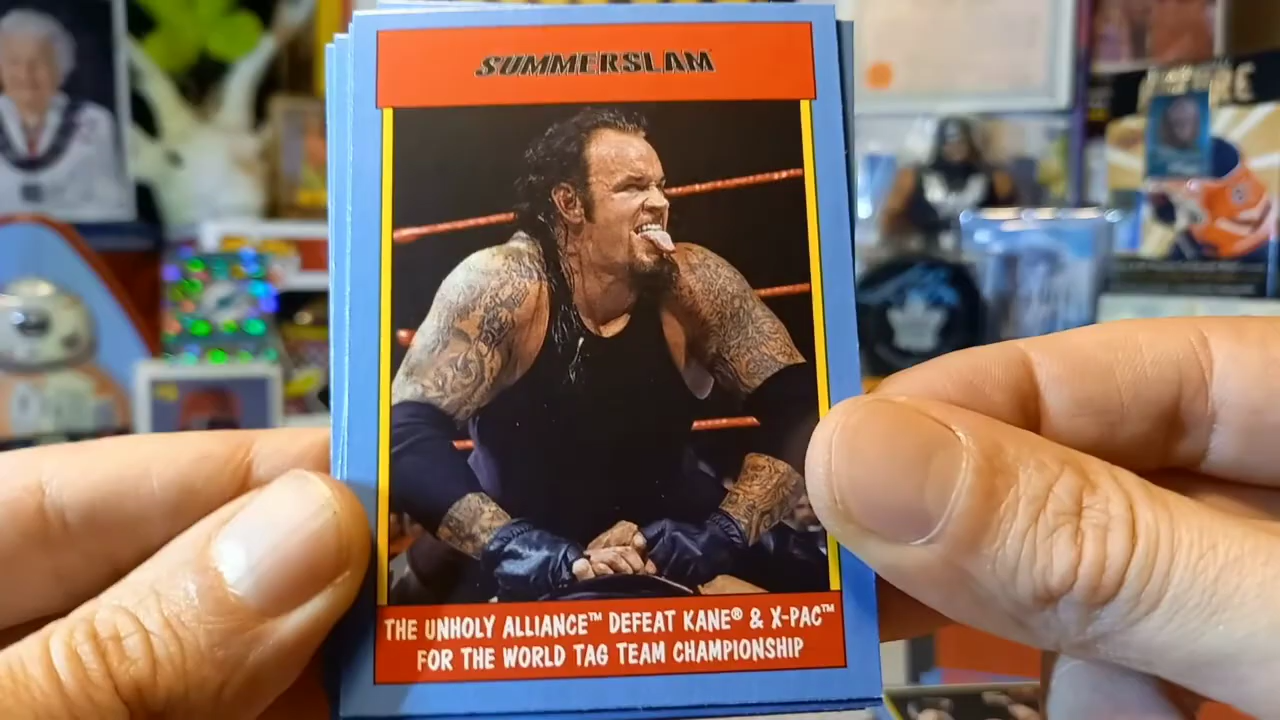 SUMMERSLAM
THE UNHOLY ALLIANCE™ DEFEAT KANE® & X-PAC™
FOR THE WORLD TAG TEAM CHAMPIONSHIP